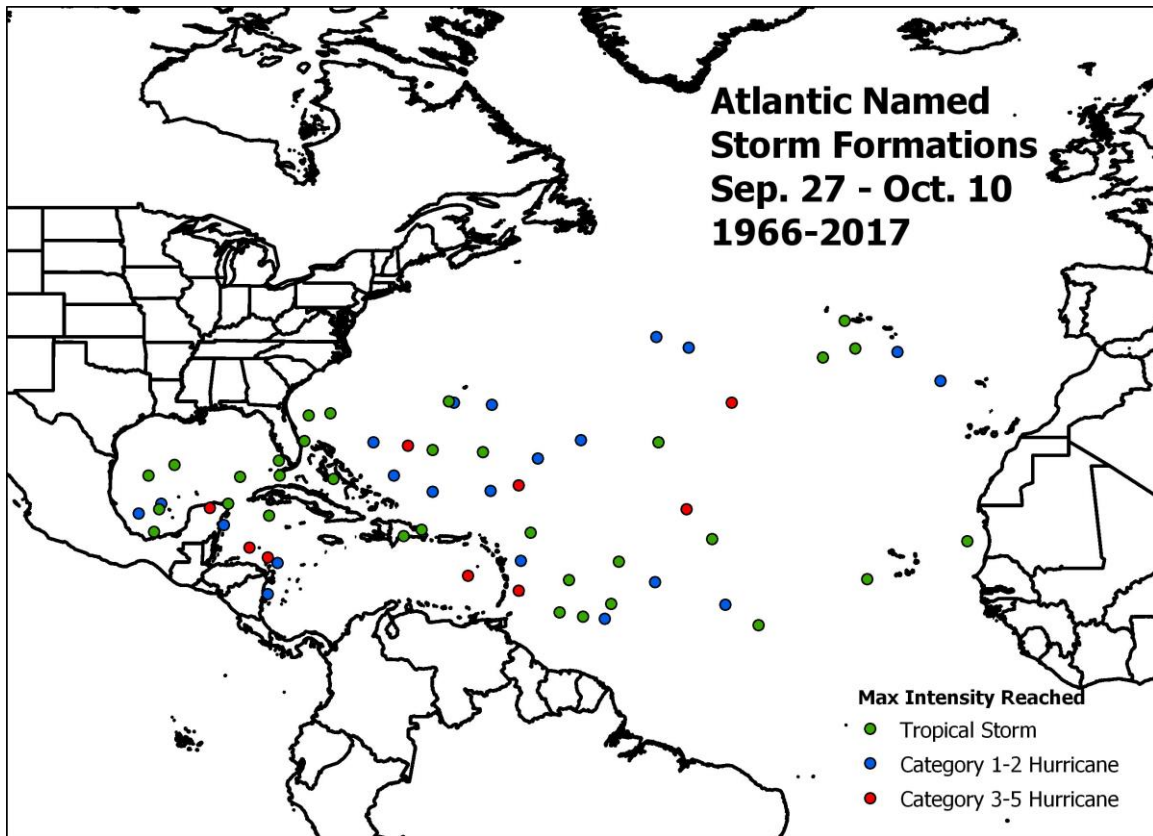 Atlantic Named
Storm Formations
Sep. 27 - Oct. 10
1966-2017
Max Intensity Reached
Tropical Storm
Category 1-2 Hurricane
Category 3-5 Hurricane